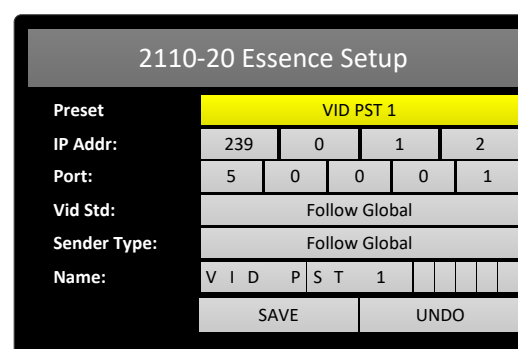 2110-20 Essence Setup
Preset VID PST 1
IP Addr: 239 0 1 2
Port: 5 0 0 0 1
Vid Std: Follow Global
Sender Type: Follow Global
Name: V I D P S T 1
SAVE UNDO